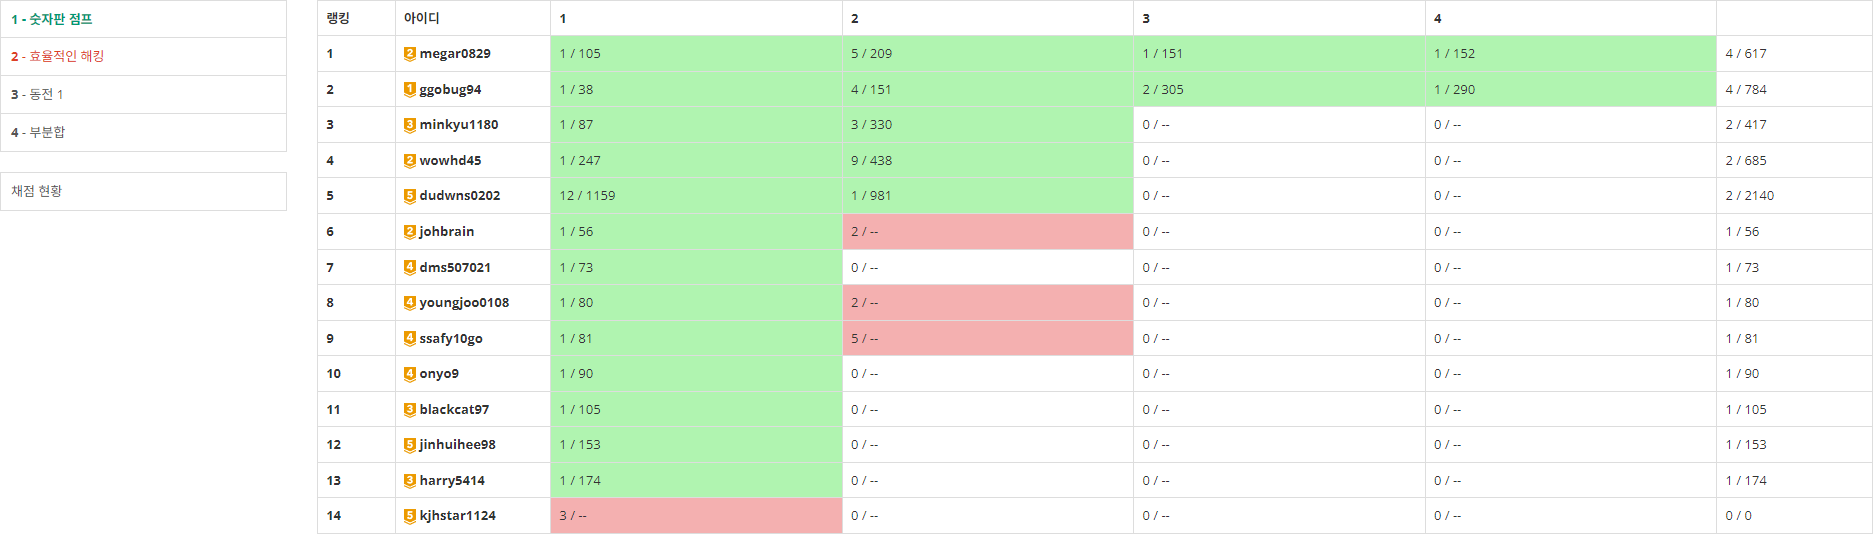 1 - 숫자판 점프
2 - 효율적인 해킹
3 - 동전 1
4 - 부분합
채점 현황
랭킹 아이디 1 2 3 4
1 2 megar0829 1 / 105 5 / 209 1 / 151 1 / 152 4 / 617
2 1 ggobug94 1 / 38 4 / 151 2 / 305 1 / 290 4 / 784
3 3 minkyu1180 1 / 87 3 / 330 0 / -- 0 / -- 2 / 417
4 2 wowhd45 1 / 247 9 / 438 0 / -- 0 / -- 2 / 685
5 5 dudwns0202 12 / 1159 1 / 981 0 / -- 0 / -- 2 / 2140
6 2 johbrain 1 / 56 2 / -- 0 / -- 0 / -- 1 / 56
7 4 dms507021 1 / 73 0 / -- 0 / -- 0 / -- 1 / 73
8 4 youngjoo0108 1 / 80 2 / -- 0 / -- 0 / -- 1 / 80
9 4 ssafy10go 1 / 81 5 / -- 0 / -- 0 / -- 1 / 81
10 4 onyo9 1 / 90 0 / -- 0 / -- 0 / -- 1 / 90
11 3 blackcat97 1 / 105 0 / -- 0 / -- 0 / -- 1 / 105
12 5 jinhuihee98 1 / 153 0 / -- 0 / -- 0 / -- 1 / 153
13 3 harry5414 1 / 174 0 / -- 0 / -- 0 / -- 1 / 174
14 5 kjhstar1124 3 / -- 0 / -- 0 / -- 0 / -- 0 / 0